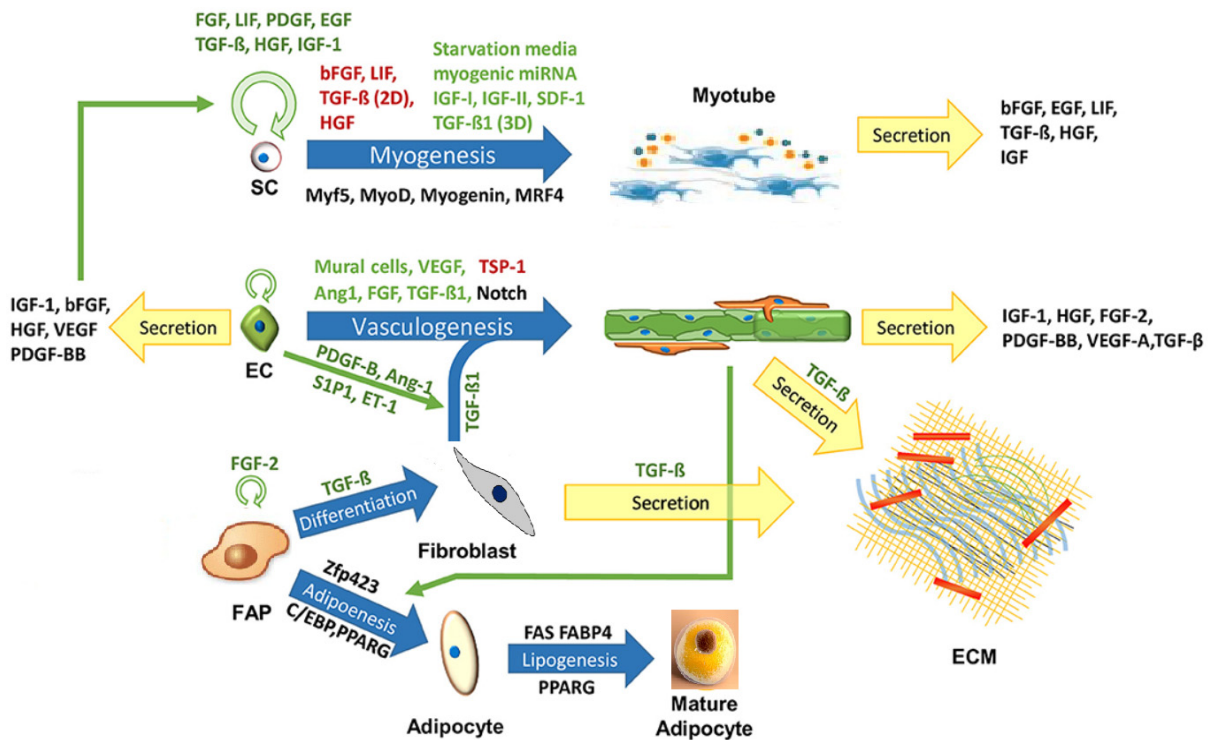 FGF, LIF, PDGF, EGF
TGF-ß, HGF, IGF-1
bFGF, LIF,
TGF-ß (2D),
HGF
Starvation media
myogenic miRNA
IGF-I, IGF-II, SDF-1
TGF-ß1 (3D)
SC
Myogenesis
Myf5, MyoD, Myogenin, MRF4
Myotube
Secretion
bFGF, EGF, LIF,
TGF-ß, HGF,
IGF
IGF-1, bFGF,
HGF, VEGF
PDGF-BB
Secretion
EC
Mural cells, VEGF, TSP-1
Ang1, FGF, TGF-ß1, Notch
Vasculogenesis
Secretion
IGF-1, HGF, FGF-2,
PDGF-BB, VEGF-A,TGF-β
PDGF-B, Ang-1
S1P1, ET-1
TGF-ß1
TGF-ß
Secretion
FGF-2
FAP
TGF-ß
Differentiation
Fibroblast
TGF-ß
Secretion
ECM
Zfp423
Adipoenesis
C/EBP,PPARG
Adipocyte
FAS FABP4
Lipogenesis
PPARG
Mature
Adipocyte